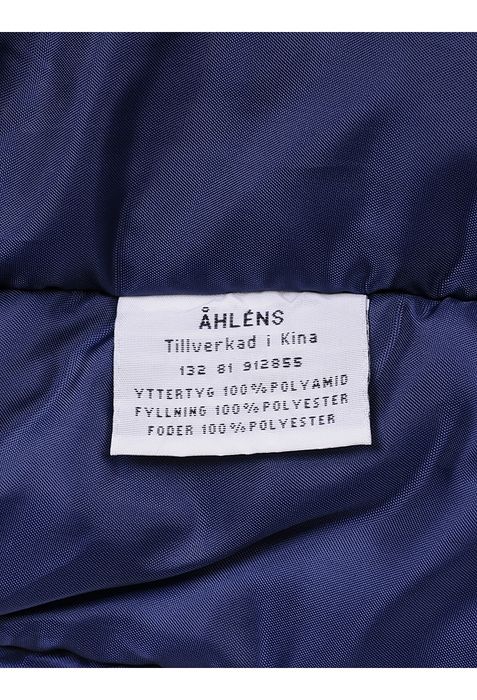 ÅHLÉNS
Tillverkad i Kina
132 81 912855
YTTERTYG 100% POLYAMID
FYLLNING 100% POLYESTER
FODER 100% POLYESTER